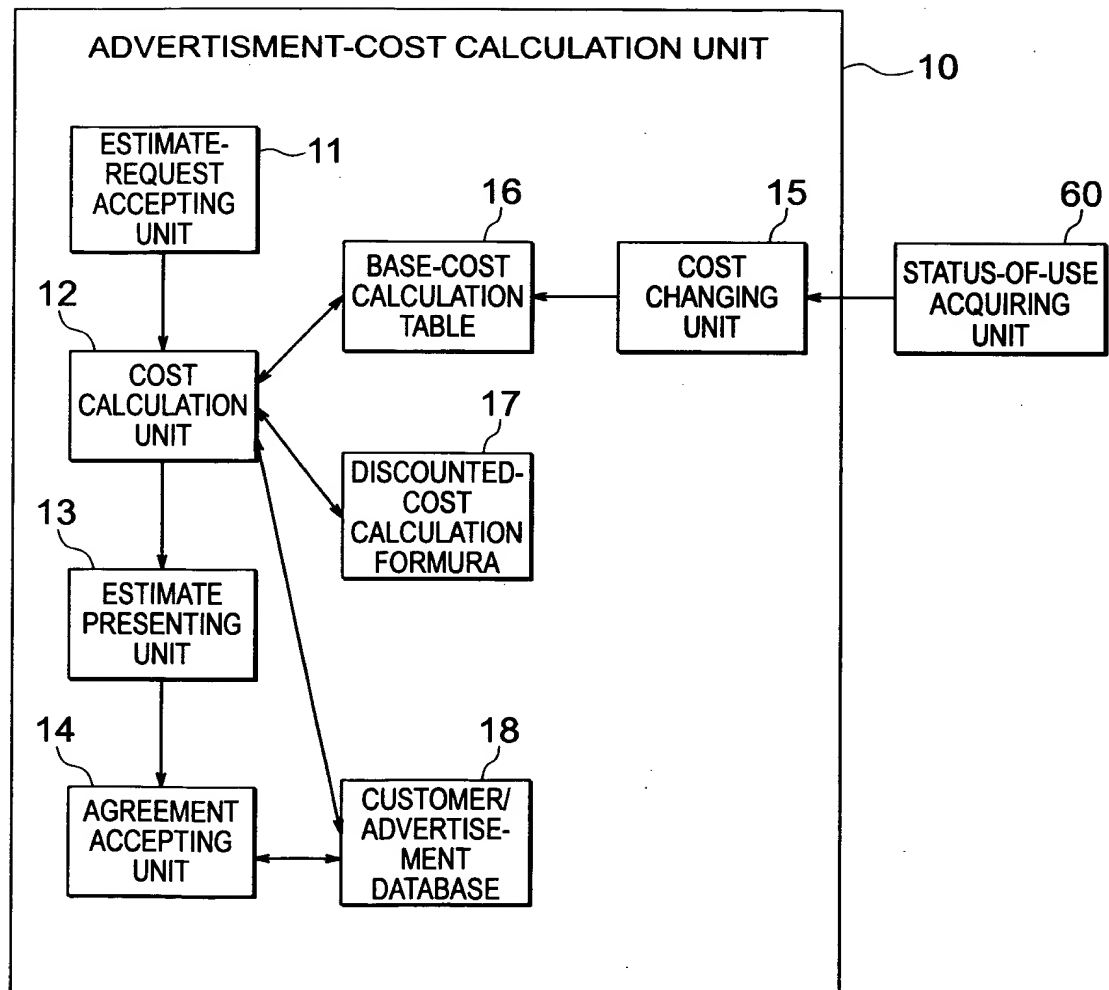 ADVERTISMENT-COST CALCULATION UNIT
10
ESTIMATE-
REQUEST
ACCEPTING
UNIT
11
16
15
60
BASE-COST
CALCULATION
TABLE
COST
CHANGING
UNIT
STATUS-OF-USE
ACQUIRING
UNIT
12
COST
CALCULATION
UNIT
17
DISCOUNTED-
COST
CALCULATION
FORMURA
13
ESTIMATE
PRESENTING
UNIT
14
AGREEMENT
ACCEPTING
UNIT
18
CUSTOMER/
ADVERTISE-
MENT
DATABASE